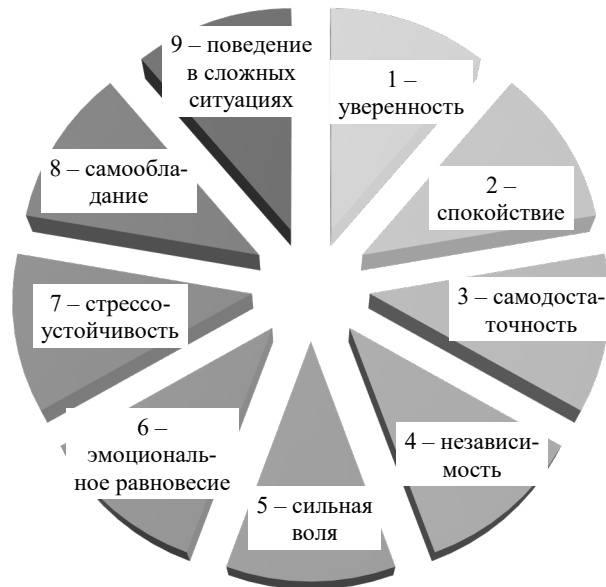 1 –
уверенность
2 –
спокойствие
3 – самодоста-
точность
4 – независи-
мость
5 – сильная
воля
6 –
эмоциональ-
ное равновесие
7 – стрессо-
устойчивость
8 – самообла-
дание
9 – поведение
в сложных
ситуациях